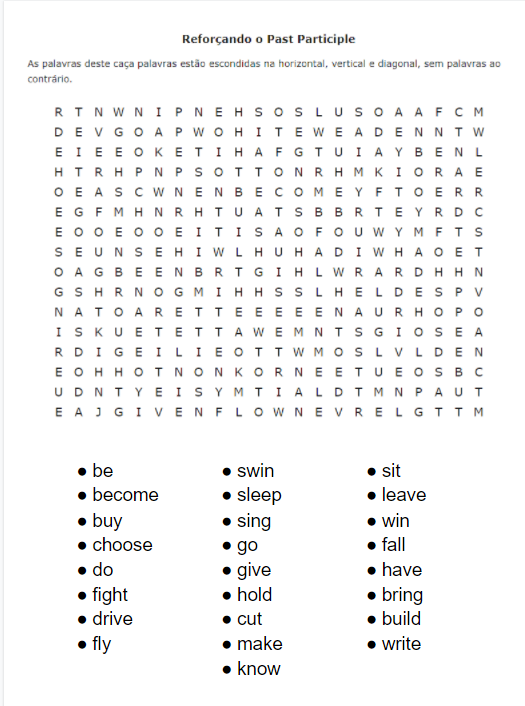 Reforçando o Past Participle
As palavras deste caça palavras estão escondidas na horizontal, vertical e diagonal, sem palavras ao
contrário.
R T N W N I P N E H S O S L U S O A A F C M
D E V G O A P W O H I T E W E A D E N N T W
E I E E O K E T I H A F G T U I A Y B E N L
H T R H P N P S O T T O N R H M K I O R A E
O E A S C W N E N B E C O M E Y F T O E R R
E G F M H N R H T U A T S B B R T E Y R D C
E O O E O O E I T I S A O F O U W Y M F T S
S E U N S E H I W L H U H A D I W H A O E T
O A G B E E N B R T G I H L W R A R D H H N
G S H R N O G M I H H S S L H E L D E S P V
N A T O A R E T T E E E E E N A U R H O P O
I S K U E T E T T A W E M N T S G I O S E A
R D I G E I L I E O T T W M O S L V L D E N
E O H H O T N O N K O R N E E T U E O S B C
U D N T Y E I S Y M T I A L D T M N P A U T
E A J G I V E N F L O W N E V R E L G T T M
● be
● become
● buy
● choose
● do
● fight
● drive
● fly
● swin
● sleep
● sing
● go
● give
● hold
● cut
● make
● know
● sit
● leave
● win
● fall
● have
● bring
● build
● write